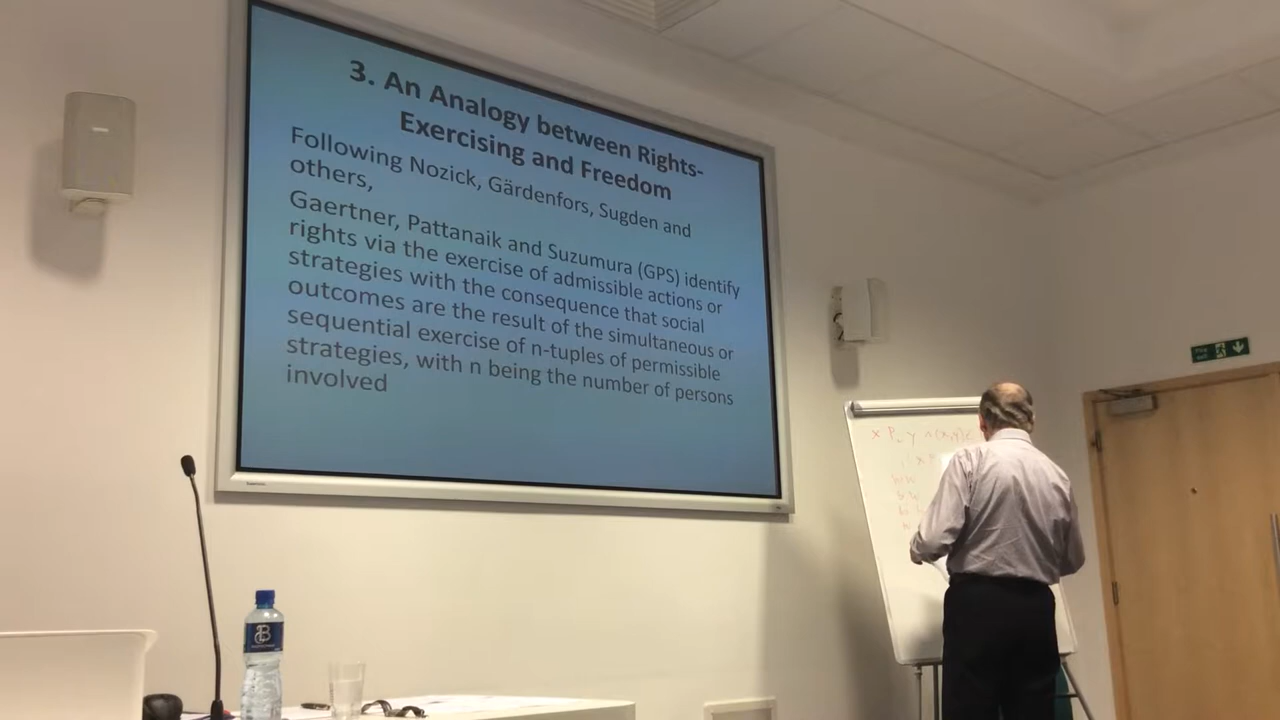 3. An Analogy between Rights-
Exercising and Freedom
Following Nozick, Gärdenfors, Sugden and
others,
Gaertner, Pattanaik and Suzumura (GPS) identify
rights via the exercise of admissible actions or
strategies with the consequence that social
outcomes are the result of the simultaneous or
sequential exercise of n-tuples of permissible
strategies, with n being the number of persons
involved
x P y